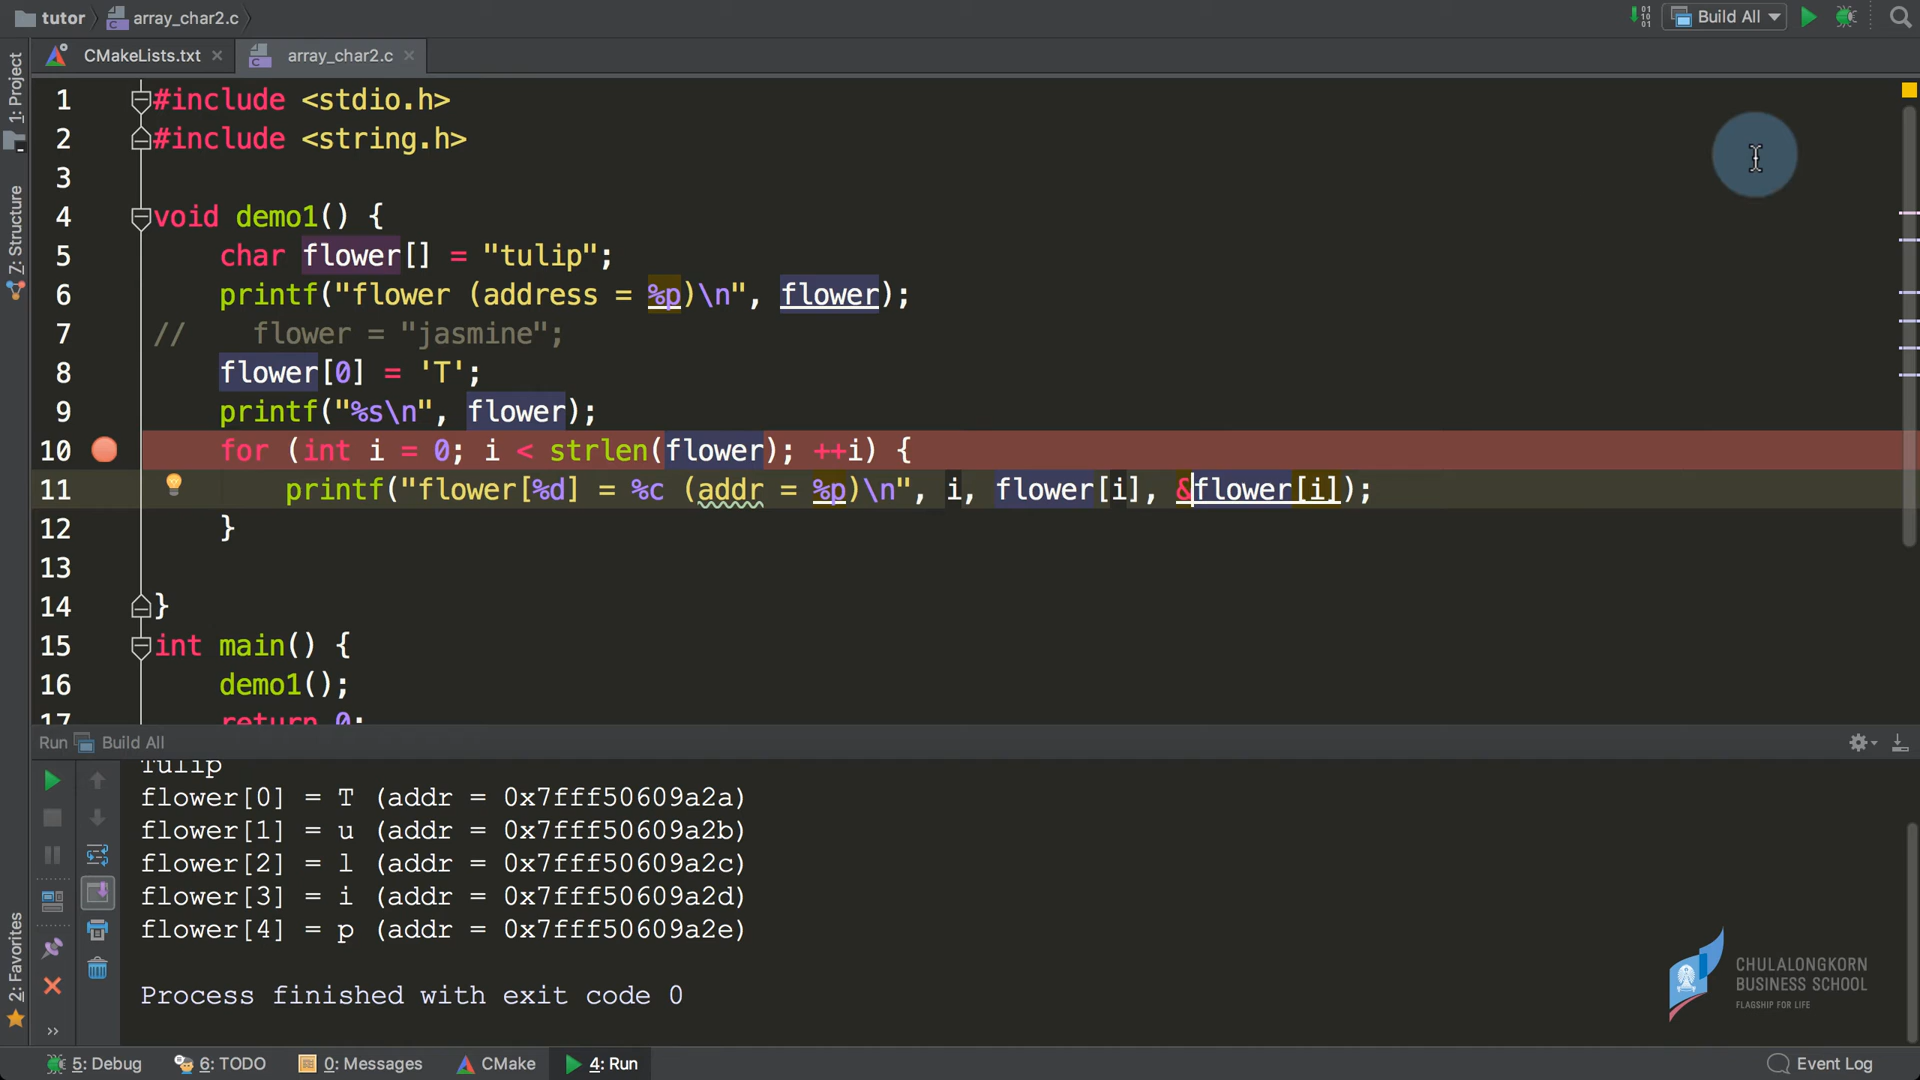 tutor array_char2.c Build All
CMakeLists.txt array_char2.c
1: Project
7: Structure
2: Favorites
1 #include <stdio.h>
2 #include <string.h>
3
4 void demo1() {
5 char flower[] = "tulip";
6 printf("flower (address = %p)\n", flower);
7 // flower = "jasmine";
8 flower[0] = 'T';
9 printf("%s\n", flower);
10 for (int i = 0; i < strlen(flower); ++i) {
11 printf("flower[%d] = %c (addr = %p)\n", i, flower[i], &flower[i]);
12 }
13
14 }
15 int main() {
16 demo1();
17 return 0;
Run Build All
Tulip
flower[0] = T (addr = 0x7fff50609a2a)
flower[1] = u (addr = 0x7fff50609a2b)
flower[2] = l (addr = 0x7fff50609a2c)
flower[3] = i (addr = 0x7fff50609a2d)
flower[4] = p (addr = 0x7fff50609a2e)
Process finished with exit code 0
CHULALONGKORN
BUSINESS SCHOOL
FLAGSHIP FOR LIFE
5: Debug 6: TODO 0: Messages CMake 4: Run Event Log